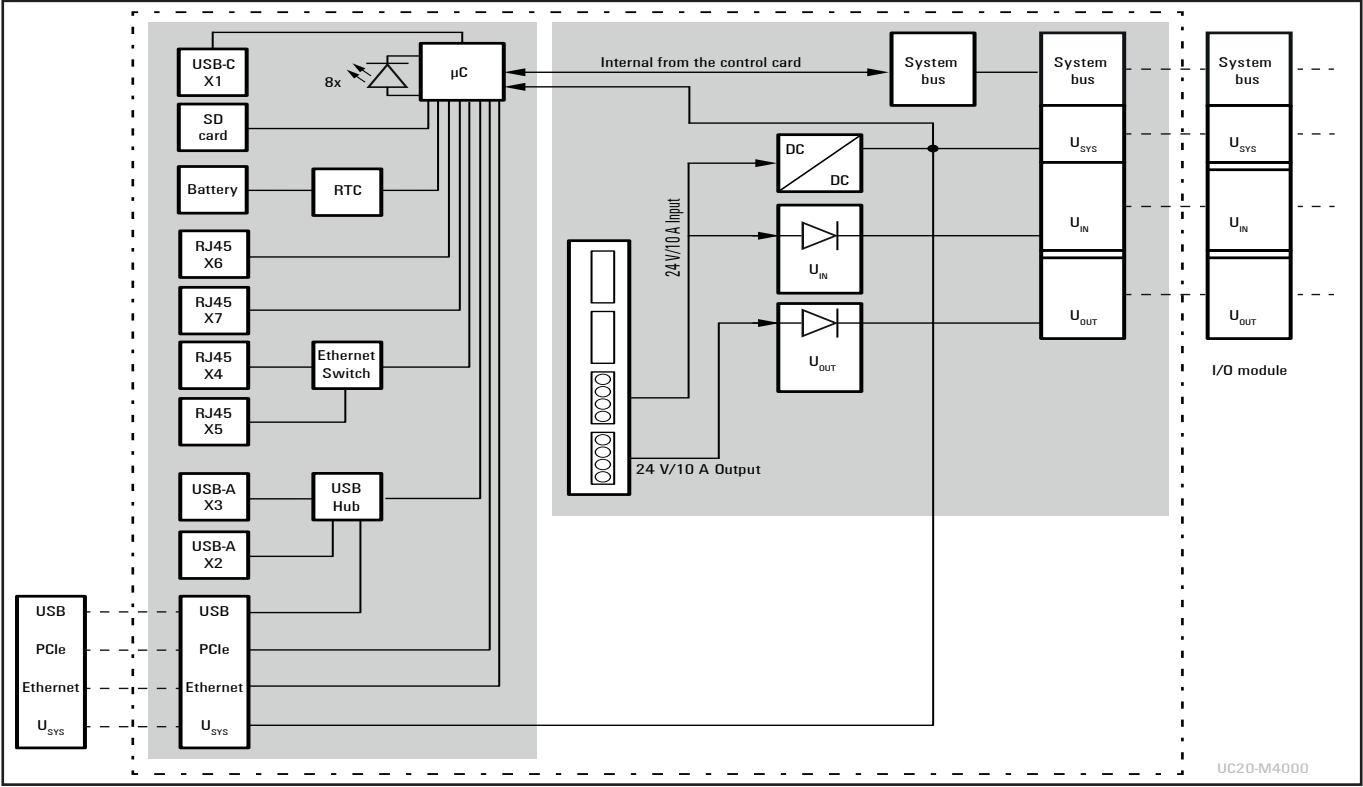 USB-C
X1
8x
µC
SD
card
Battery
RTC
RJ45
X6
RJ45
X7
RJ45
X4
Ethernet
Switch
RJ45
X5
USB-A
X3
USB
Hub
USB-A
X2
USB
PCIe
Ethernet
USYS
USB
PCIe
Ethernet
USYS
Internal from the control card
System
bus
DC
DC
24 V/10 A Input
UIN
UOUT
24 V/10 A Output
System
bus
USYS
UIN
UOUT
System
bus
USYS
UIN
UOUT
I/O module
UC20-M4000